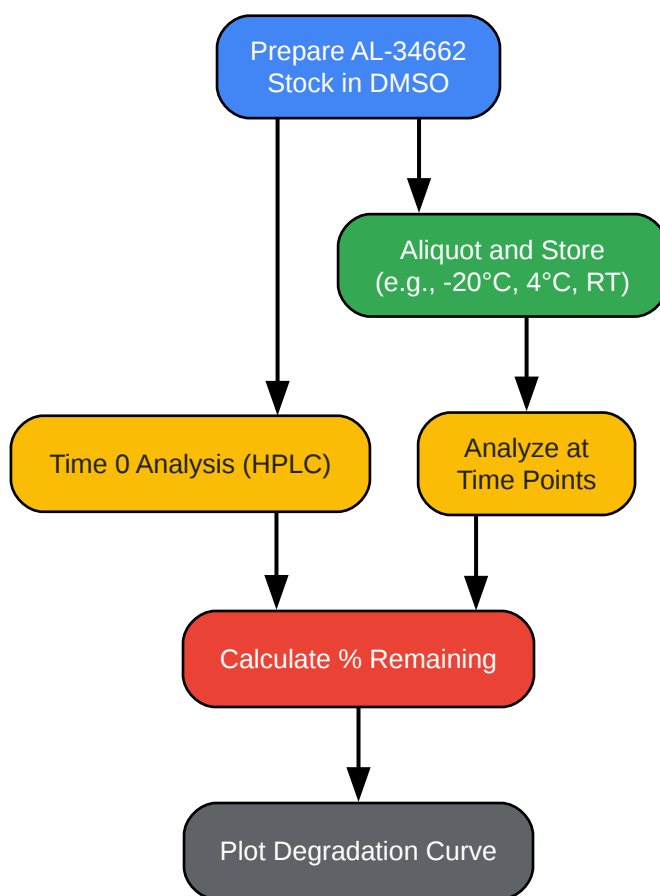 Prepare AL-34662
Stock in DMSO
Aliquot and Store
(e.g., -20°C, 4°C, RT)
Time 0 Analysis (HPLC)
Analyze at
Time Points
Calculate % Remaining
Plot Degradation Curve